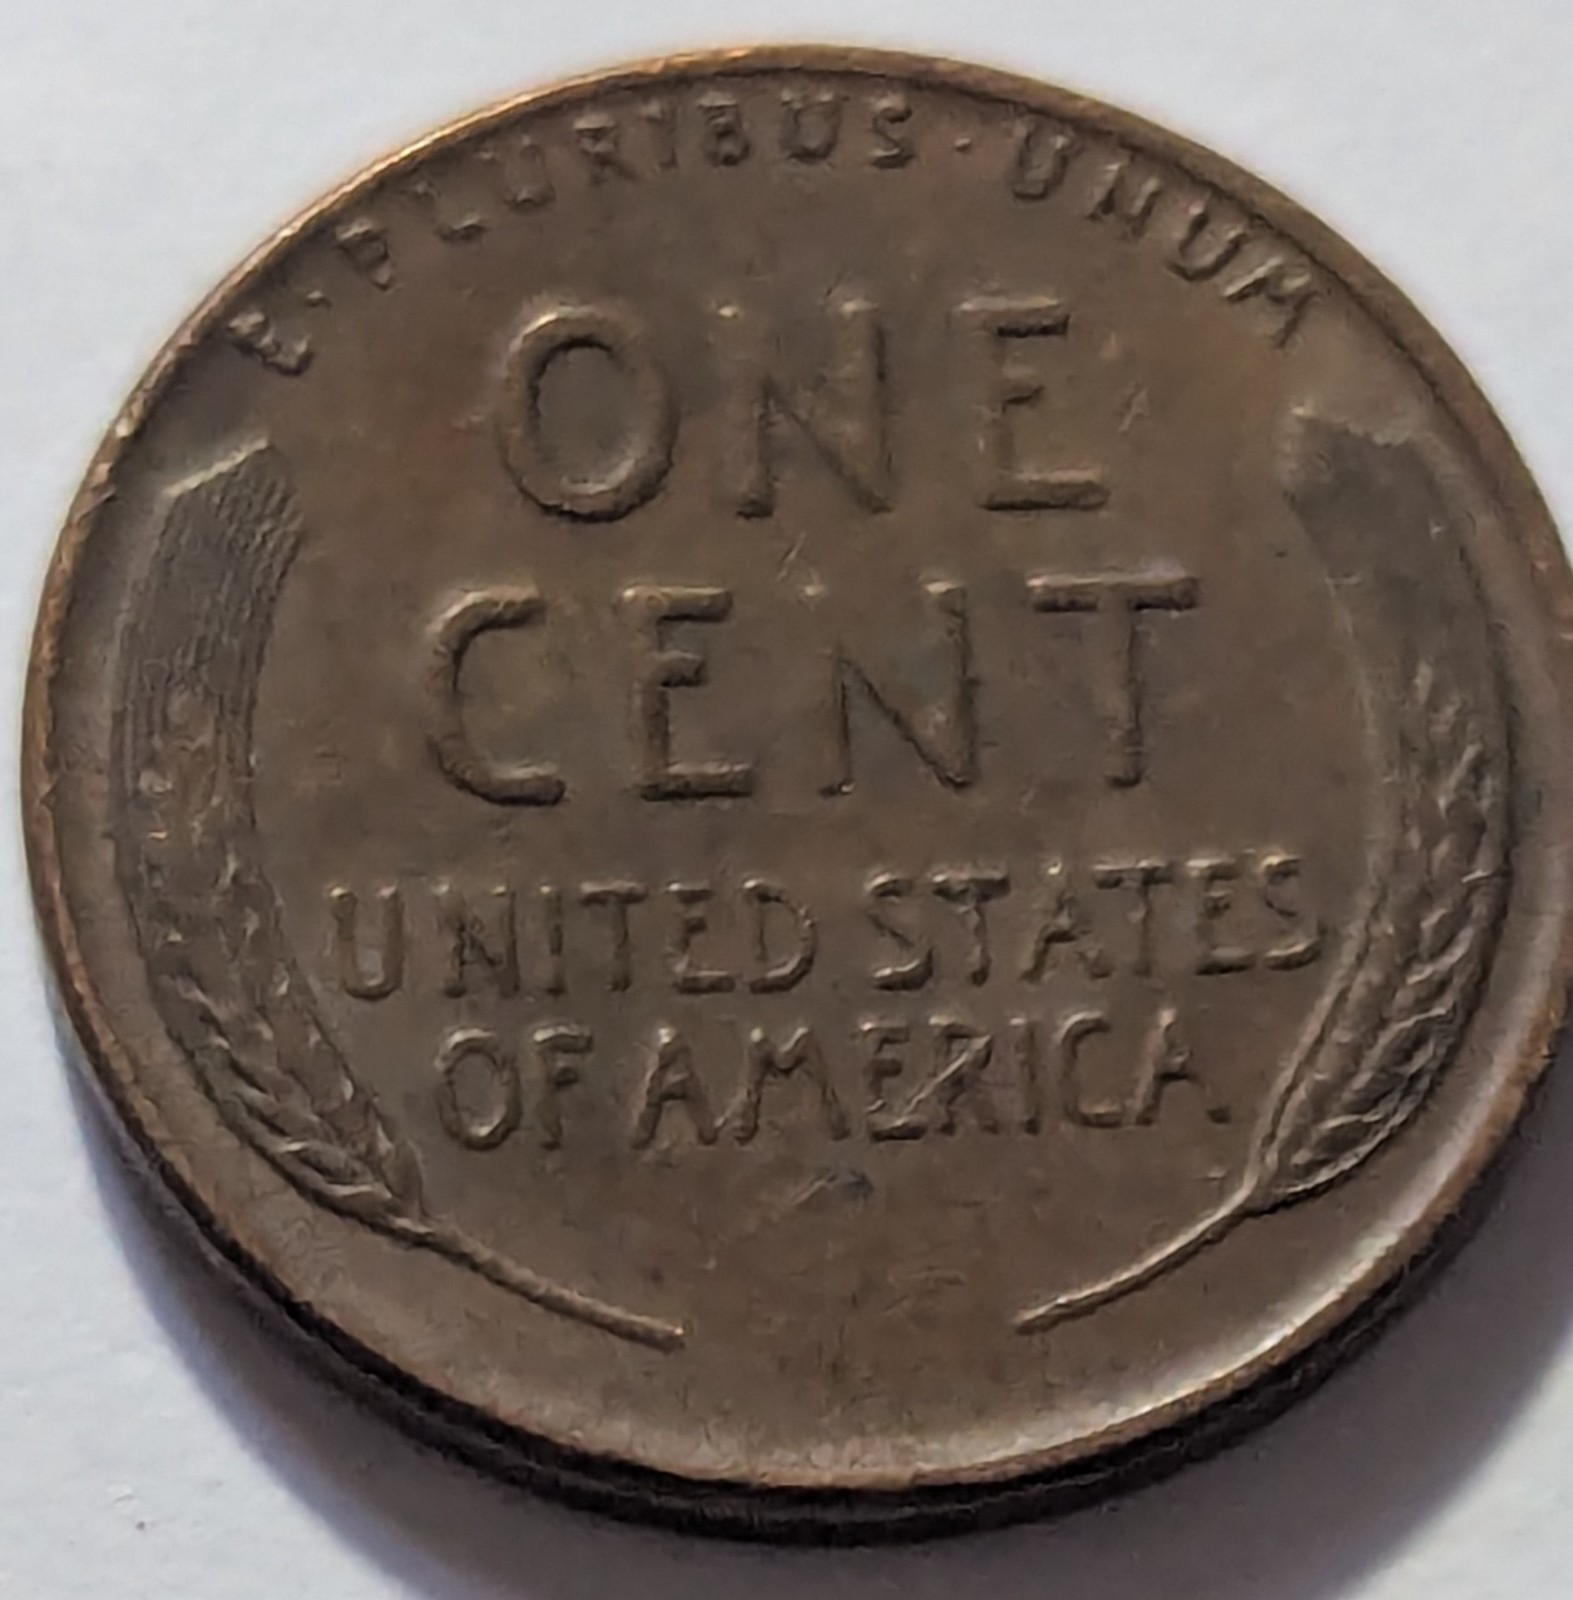 E·PLURIBUS·UNUM
ONE
CENT
UNITED STATES
OF AMERICA